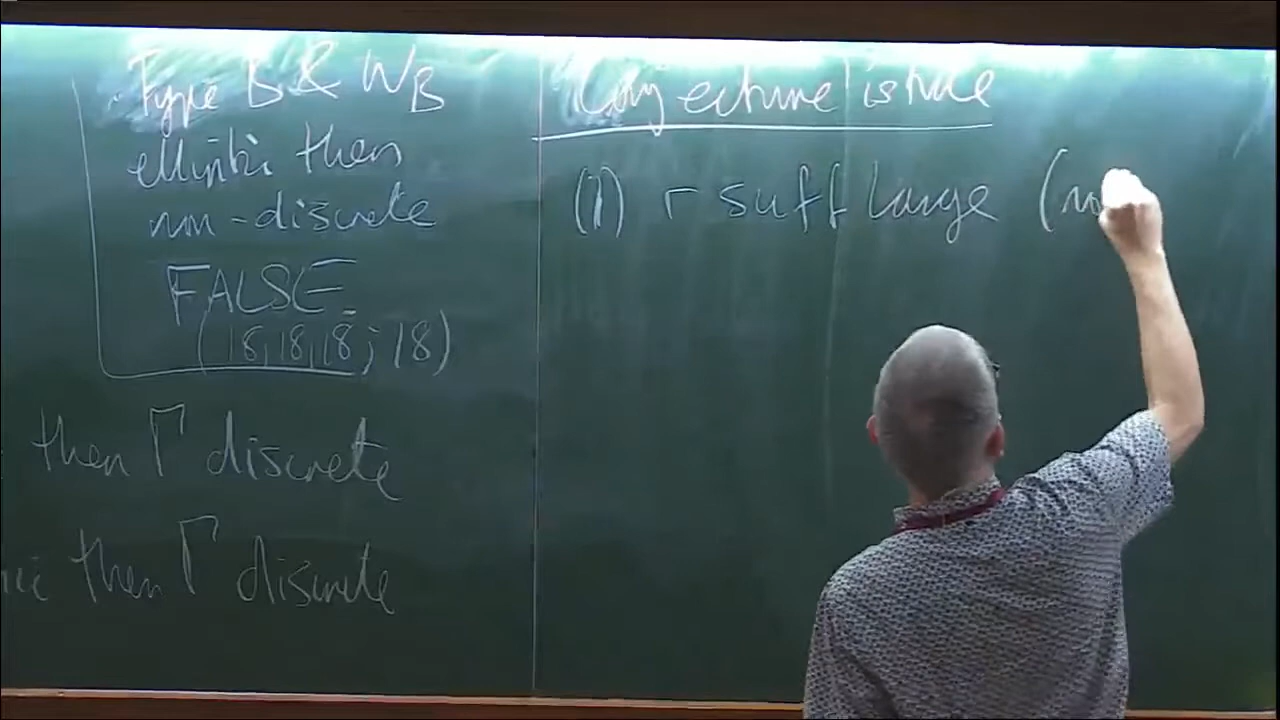 Type B & W_B
elliptic then
non-discrete
FALSE
(18,18,18; 18)
then Γ discrete
then Γ discrete
Conjecture is true
(1) r suff large (no